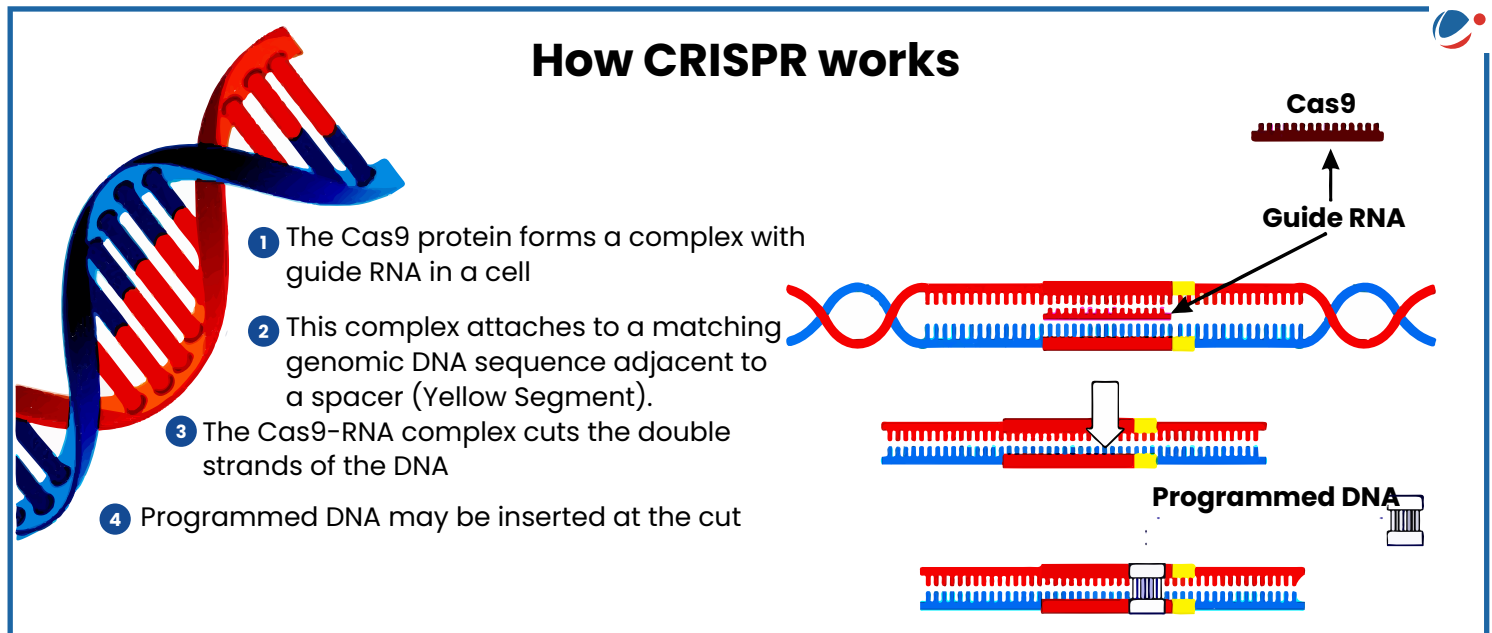 How CRISPR works
Cas9
Guide RNA
1 The Cas9 protein forms a complex with
guide RNA in a cell
2 This complex attaches to a matching
genomic DNA sequence adjacent to
a spacer (Yellow Segment).
3 The Cas9-RNA complex cuts the double
strands of the DNA
Programmed DNA
4 Programmed DNA may be inserted at the cut